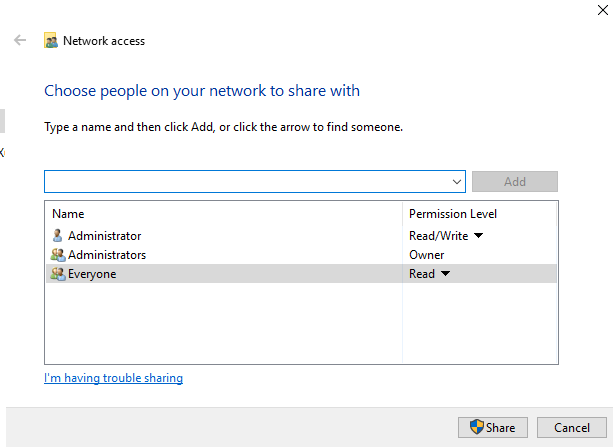 Network access
Choose people on your network to share with
Type a name and then click Add, or click the arrow to find someone.
Add
Name Permission Level
Administrator Read/Write
Administrators Owner
Everyone Read
I'm having trouble sharing
Share Cancel